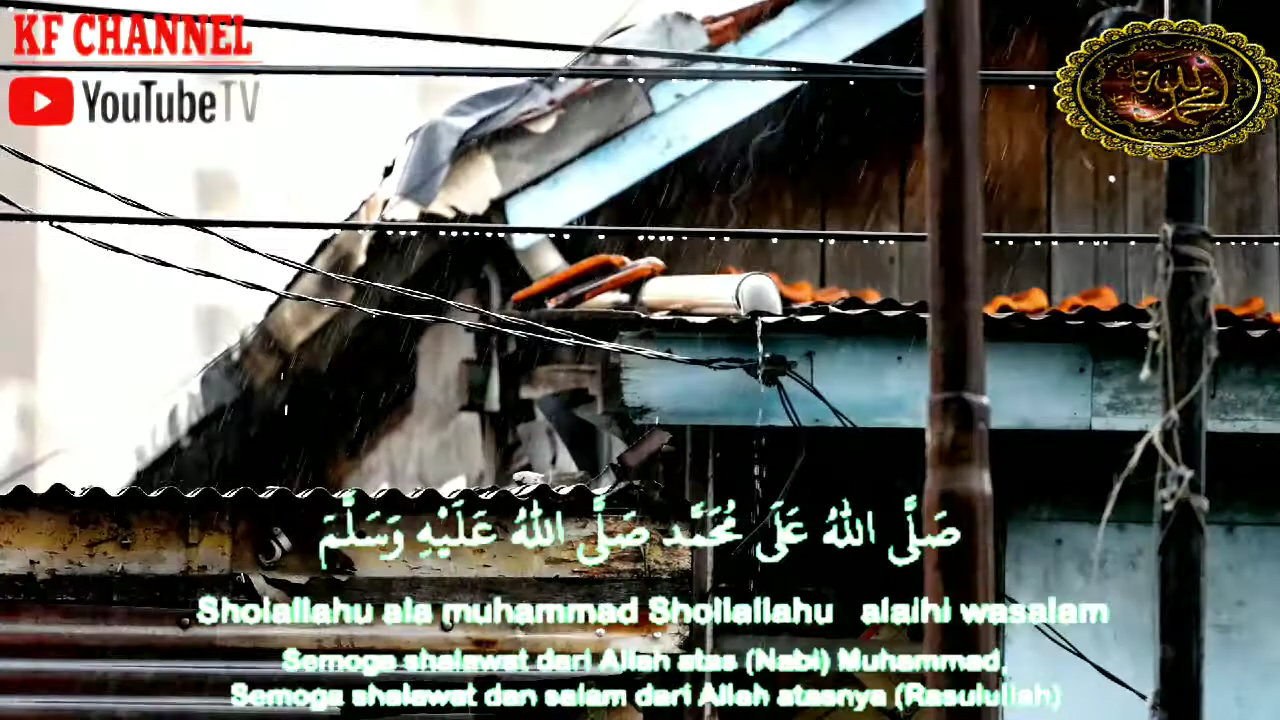 KF CHANNEL
YouTubeTV
صَلَّى اللهُ عَلَى مُحَمَّد صَلَّى اللهُ عَلَيْهِ وَسَلَّمَ
Sholallahu ala muhammad Shollallahu alaihi wasalam
Semoga shalawat dari Allah atas (Nabi) Muhammad,
Semoga shalawat dan salam dari Allah atasnya (Rasulullah)